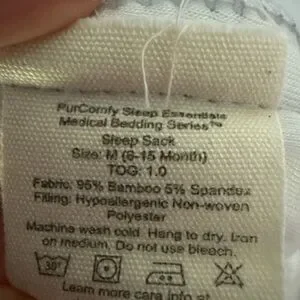 PurComfy Sleep Essentials
Medical Bedding Series™
Sleep Sack
Size: M (6-15 Month)
TOG: 1.0
Fabric: 95% Bamboo 5% Spandex
Filling: Hypoallergenic Non-woven
Polyester
Machine wash cold. Hang to dry. Iron
on medium. Do not use bleach.
30°
Learn more care info at